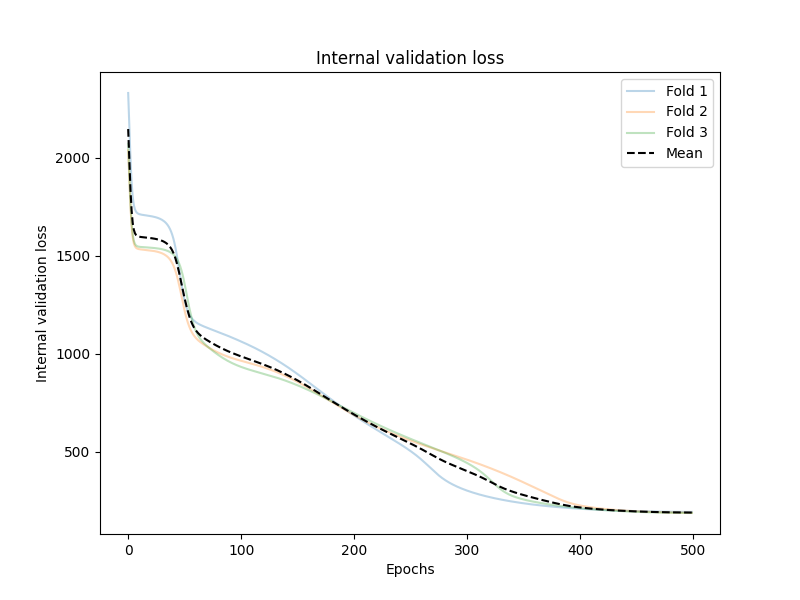 Internal validation loss
Fold 1
Fold 2
Fold 3
Mean
Internal validation loss
2000
1500
1000
500
0
100
200
300
400
500
Epochs